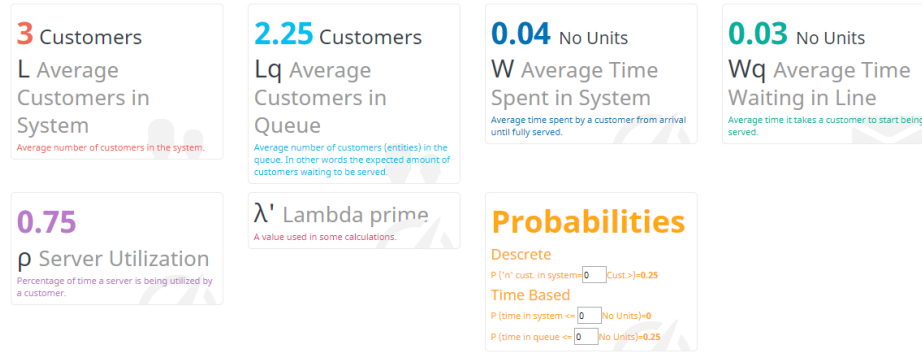 3 Customers
L Average
Customers in
System
Average number of customers in the system.
2.25 Customers
Lq Average
Customers in
Queue
Average number of customers (entities) in the
queue. In other words the expected amount of
customers waiting to be served.
0.04 No Units
W Average Time
Spent in System
Average time spent by a customer from arrival
until fully served.
0.03 No Units
Wq Average Time
Waiting in Line
Average time it takes a customer to start being
served.
0.75
ρ Server Utilization
Percentage of time a server is being utilized by
a customer.
λ' Lambda prime
A value used in some calculations.
Probabilities
Descrete
P ('n' cust. in system=0 Cust.>)=0.25
Time Based
P (time in system <= 0 No Units)=0
P (time in queue <= 0 No Units)=0.25